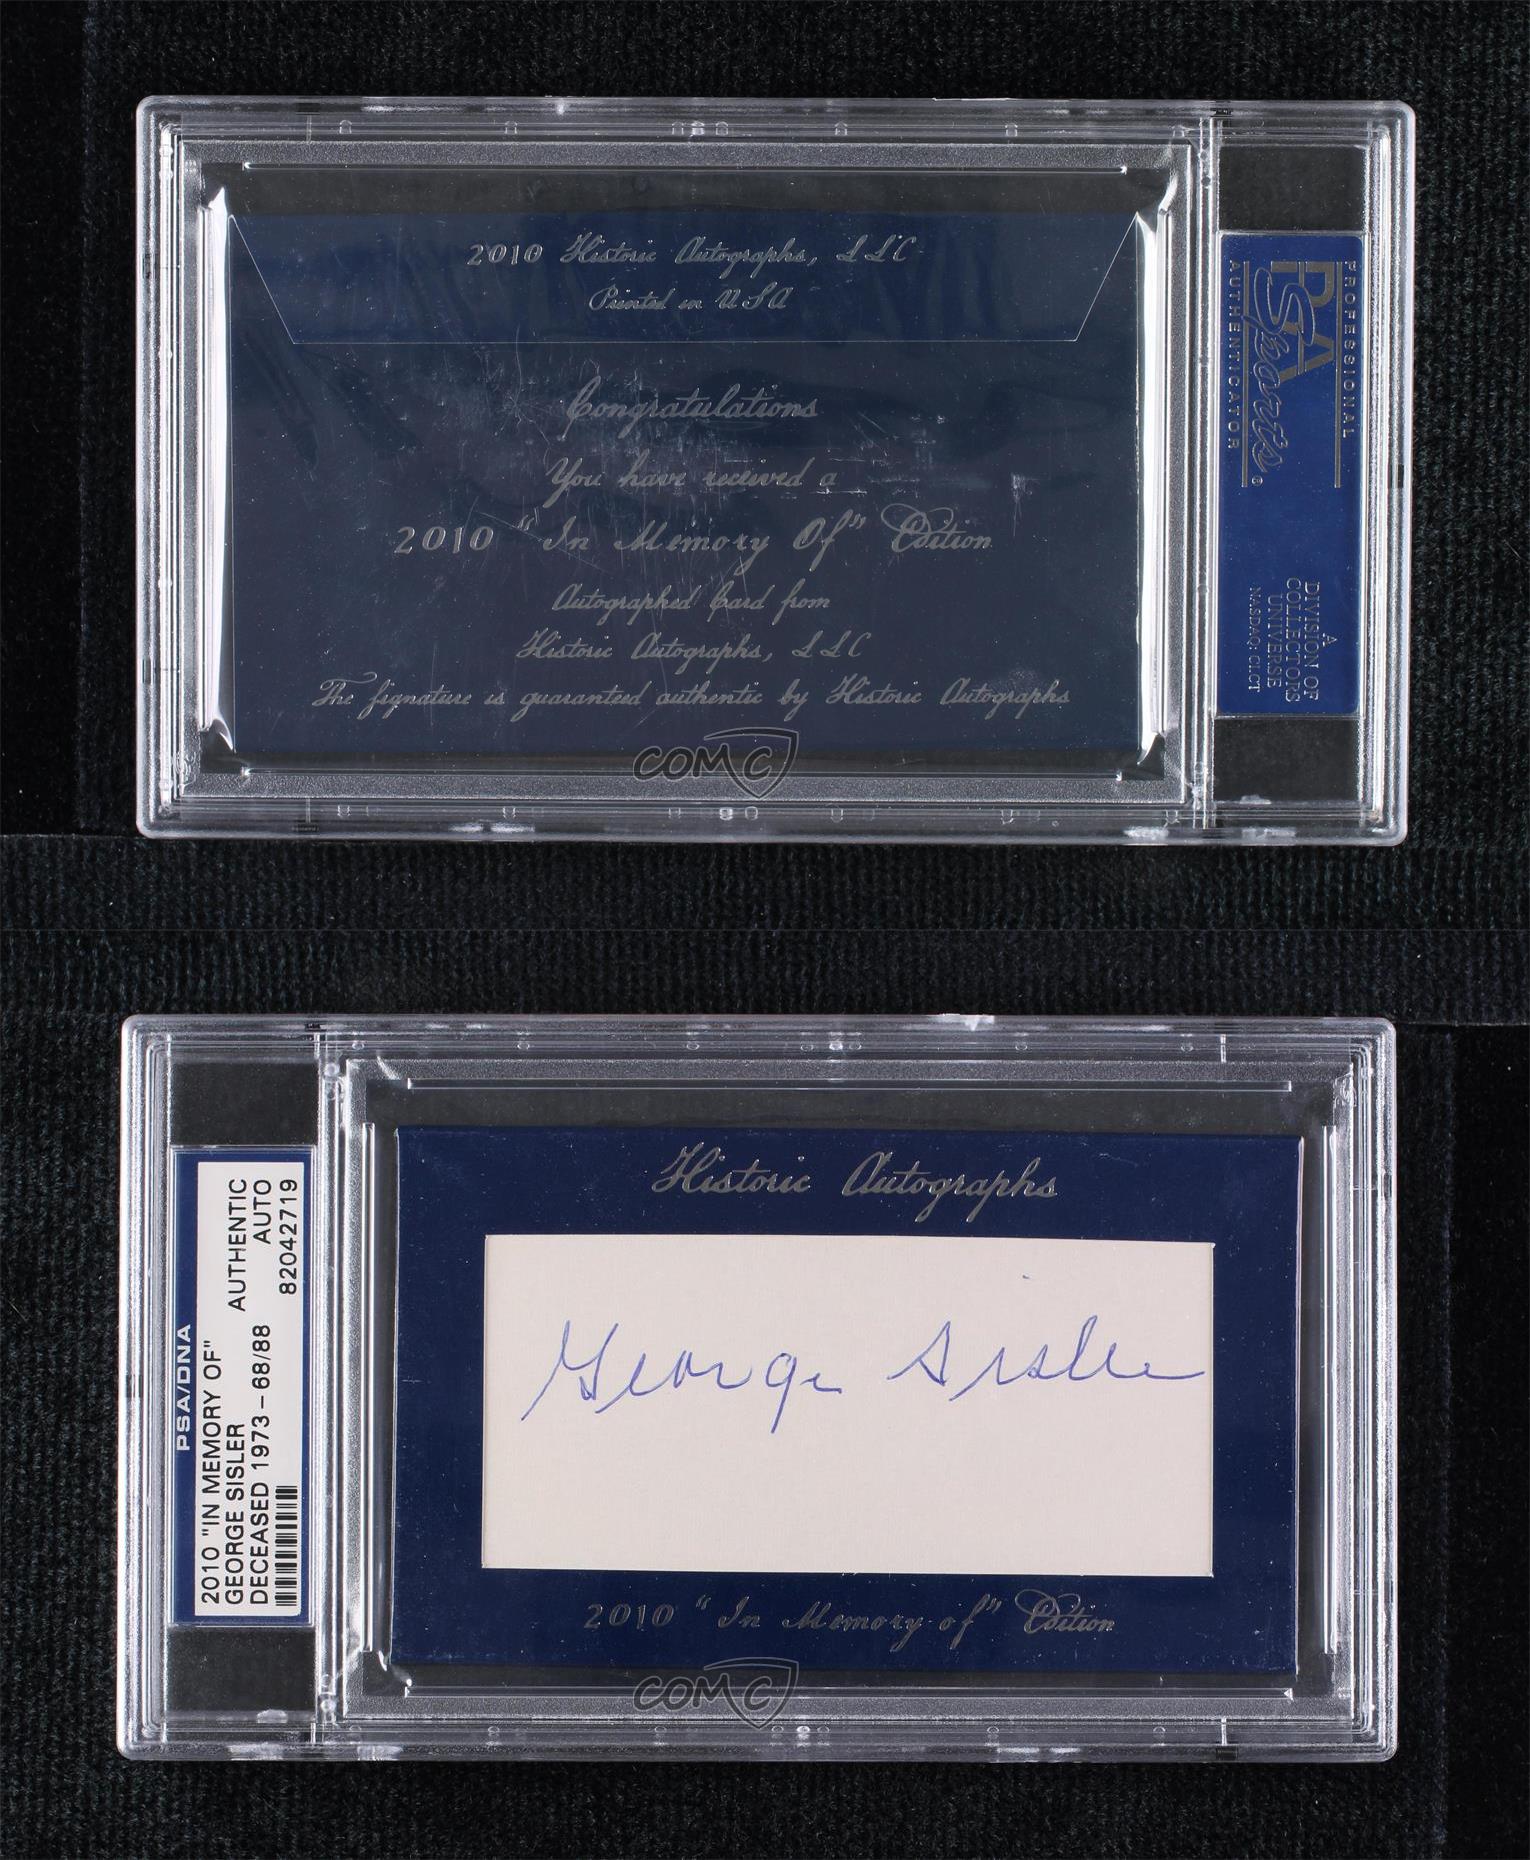 2010 Historic Autographs, LLC
Printed in USA
Congratulations
You have received a
2010 "In Memory Of" Edition
Autographed Card from
Historic Autographs, LLC
The signature is guaranteed authentic by Historic Autographs
PSA
Sports®
PROFESSIONAL
AUTHENTICATOR
A
DIVISION OF
COLLECTORS
UNIVERSE
NASDAQ: CLCT
COMC
PSA/DNA
2010 "IN MEMORY OF" AUTHENTIC
GEORGE SISLER AUTO
DECEASED 1973-68/88 82042719
Historic Autographs
George Sisler
2010 "In Memory of" Edition
COMC